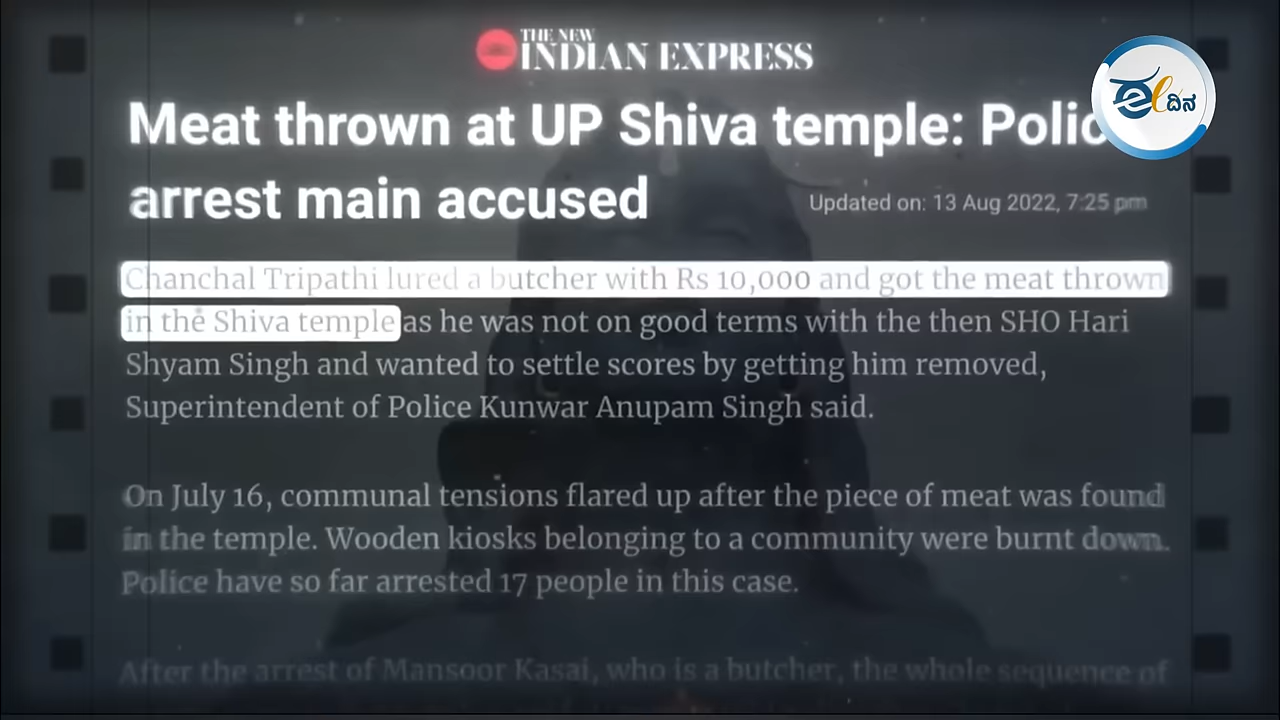 THE NEW
INDIAN EXPRESS
ಈ ದಿನ
Meat thrown at UP Shiva temple: Polic
arrest main accused
Updated on: 13 Aug 2022, 7:25 pm
Chanchal Tripathi lured a butcher with Rs 10,000 and got the meat thrown
in the Shiva temple as he was not on good terms with the then SHO Hari
Shyam Singh and wanted to settle scores by getting him removed,
Superintendent of Police Kunwar Anupam Singh said.
On July 16, communal tensions flared up after the piece of meat was found
in the temple. Wooden kiosks belonging to a community were burnt down.
Police have so far arrested 17 people in this case.
After the arrest of Mansoor Kasai, who is a butcher, the whole sequence of